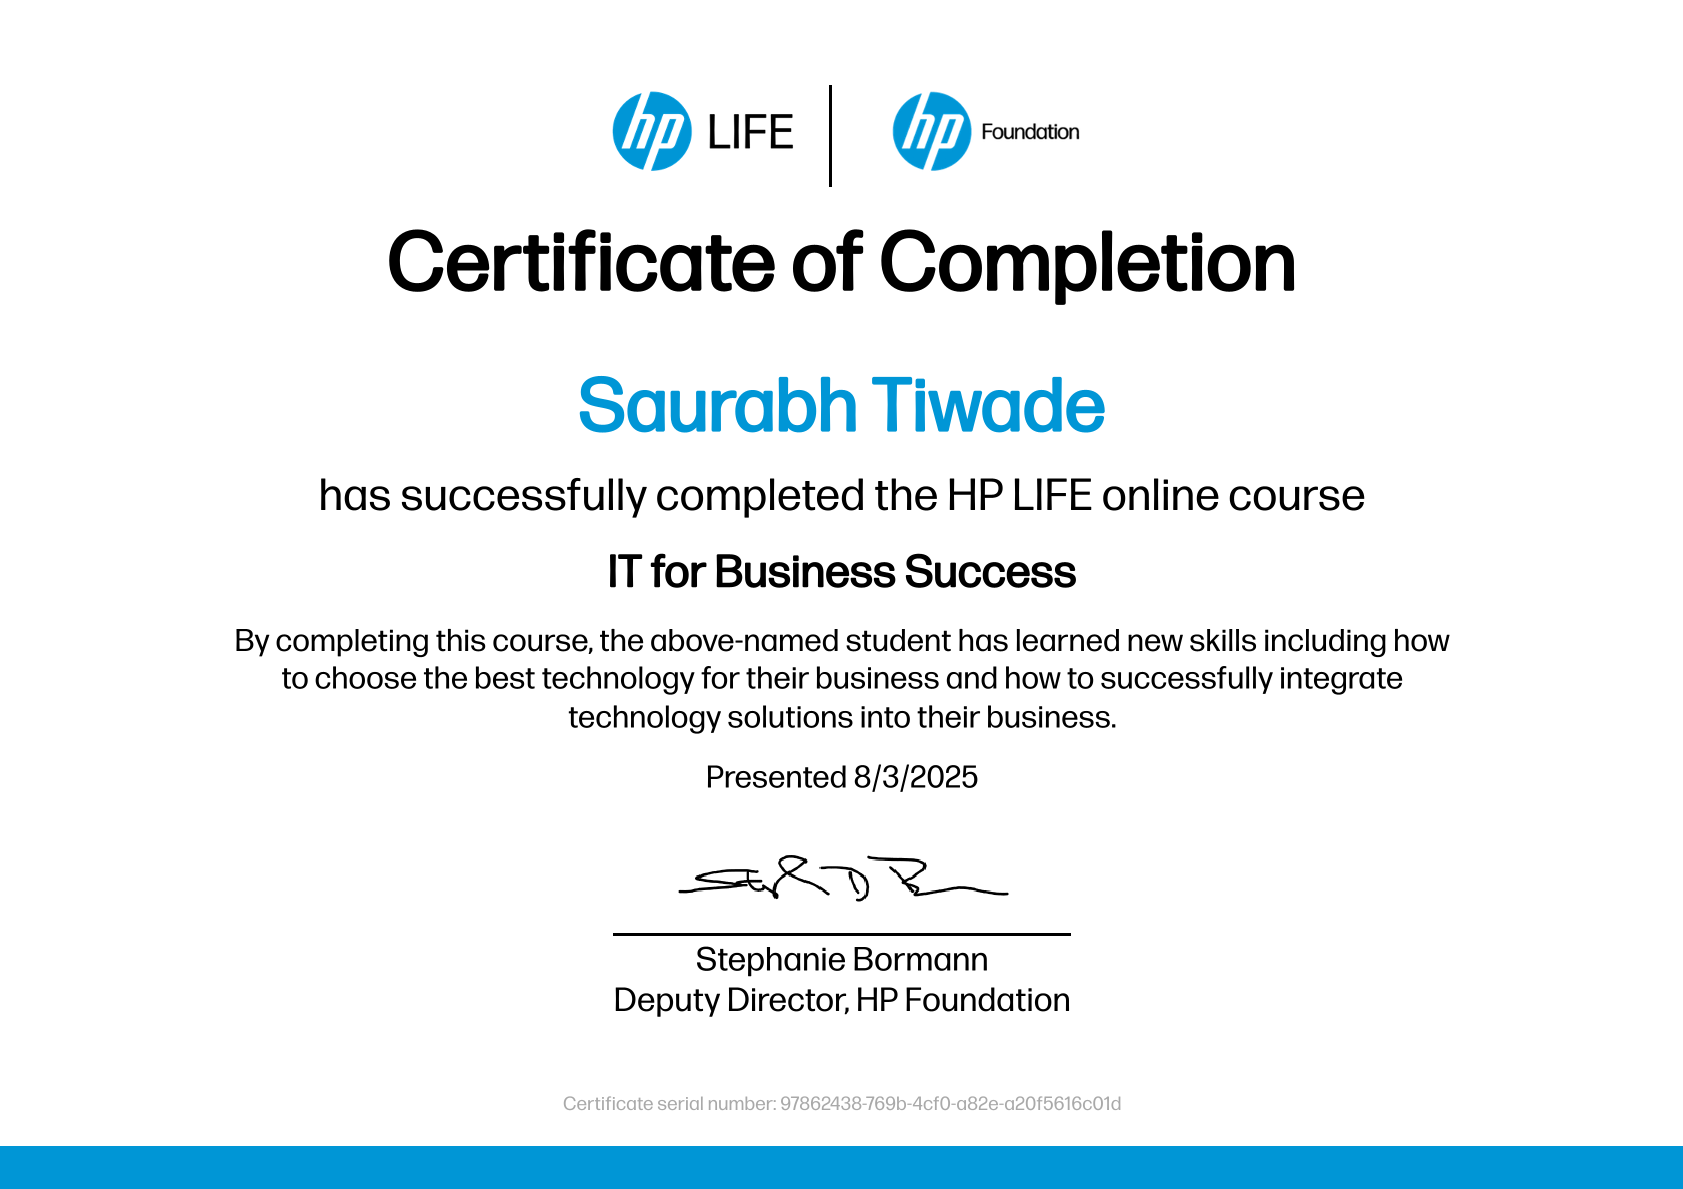 hp LIFE hp Foundation
Certificate of Completion
Saurabh Tiwade
has successfully completed the HP LIFE online course
IT for Business Success
By completing this course, the above-named student has learned new skills including how
to choose the best technology for their business and how to successfully integrate
technology solutions into their business.
Presented 8/3/2025
Stephanie Bormann
Deputy Director, HP Foundation
Certificate serial number: 97862438-769b-4cf0-a82e-a20f5616c01d